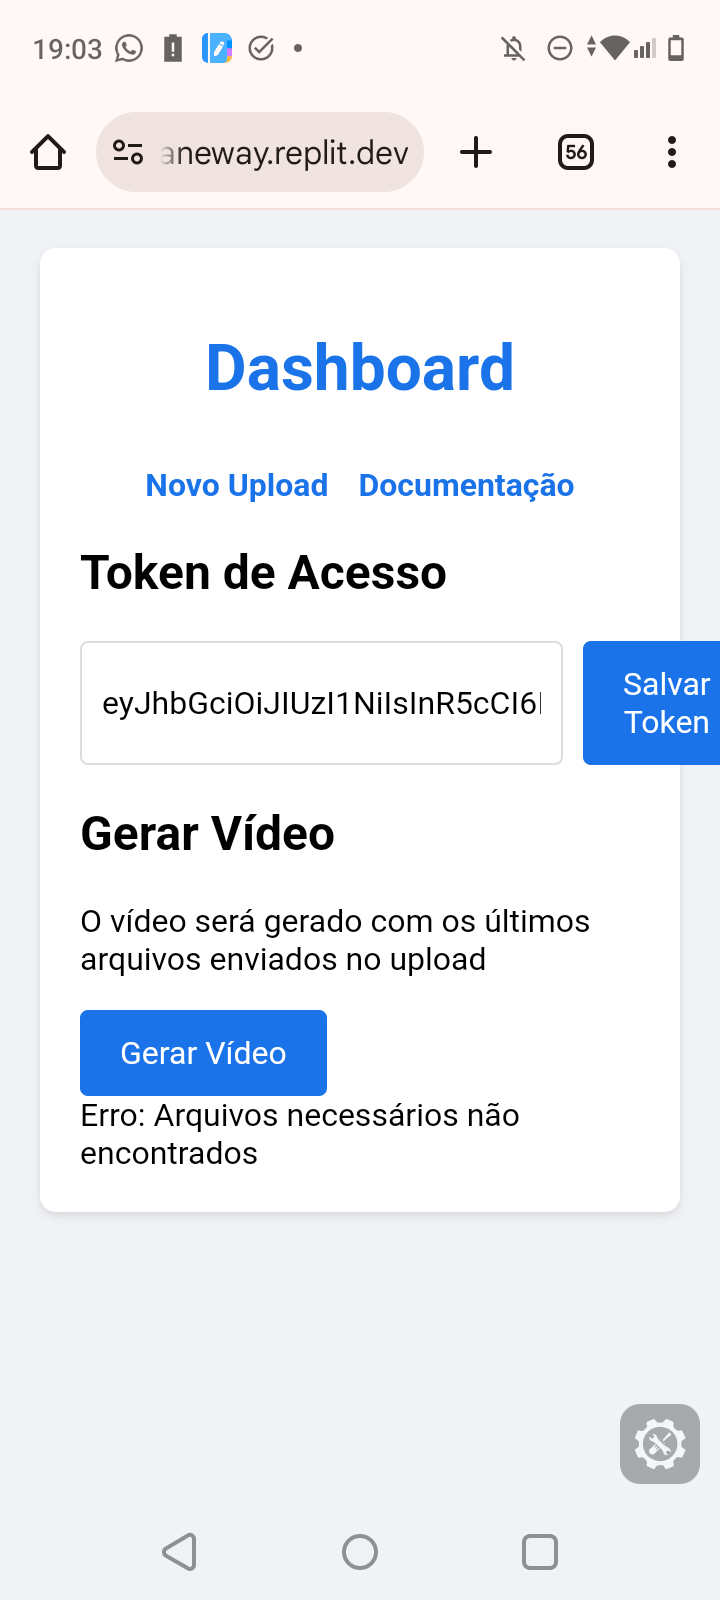 19:03
aneway.replit.dev
56
Dashboard
Novo Upload Documentação
Token de Acesso
eyJhbGciOiJIUzI1NiIsInR5cCI6
Salvar
Token
Gerar Vídeo
O vídeo será gerado com os últimos
arquivos enviados no upload
Gerar Vídeo
Erro: Arquivos necessários não
encontrados